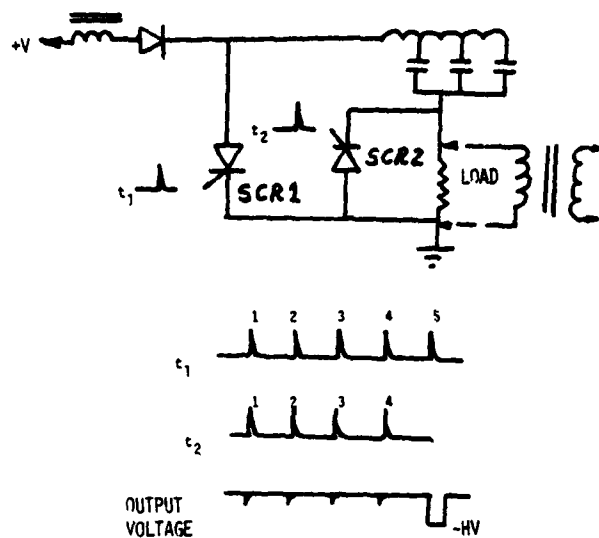 +V
t2
SCR2
LOAD
t1
SCR1
1 2 3 4 5
t1
1 2 3 4
t2
OUTPUT
VOLTAGE
-HV